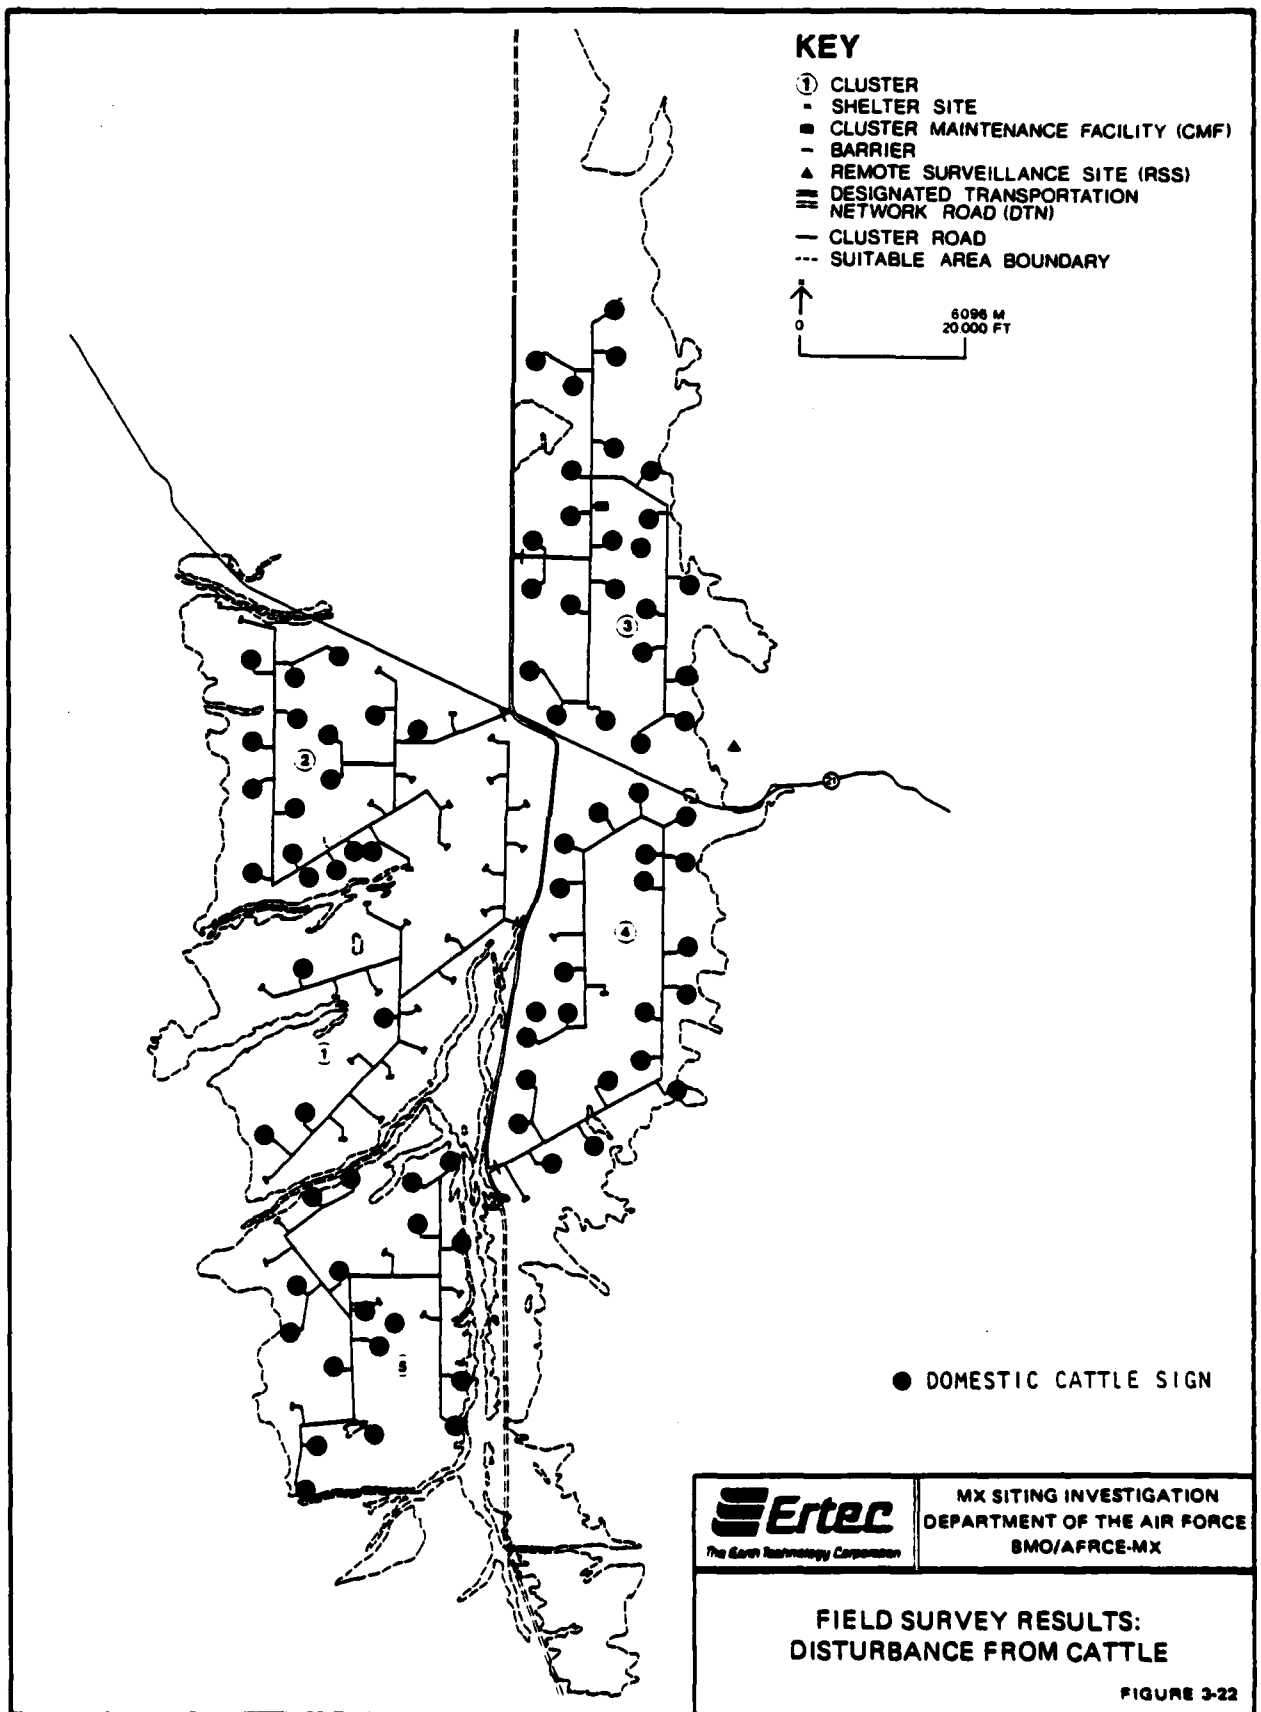 KEY
1 CLUSTER
SHELTER SITE
CLUSTER MAINTENANCE FACILITY (CMF)
BARRIER
REMOTE SURVEILLANCE SITE (RSS)
DESIGNATED TRANSPORTATION
NETWORK ROAD (DTN)
CLUSTER ROAD
SUITABLE AREA BOUNDARY
N
6096 M
0 20000 FT
3
2
21
4
1
5
DOMESTIC CATTLE SIGN
Ertec
The Earth Technology Corporation
MX SITING INVESTIGATION
DEPARTMENT OF THE AIR FORCE
BMO/AFRCE-MX
FIELD SURVEY RESULTS:
DISTURBANCE FROM CATTLE
FIGURE 3-22